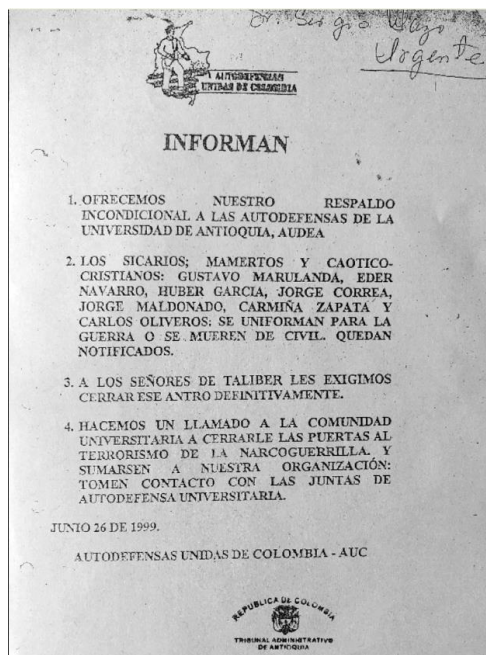 Dr. Sergio
Urgente
AUTODEFENSAS
UNIDAS DE COLOMBIA
INFORMAN
1. OFRECEMOS NUESTRO RESPALDO
INCONDICIONAL A LAS AUTODEFENSAS DE LA
UNIVERSIDAD DE ANTIOQUIA, AUDEA
2. LOS SICARIOS; MAMERTOS Y CAOTICO-
CRISTIANOS: GUSTAVO MARULANDA, EDER
NAVARRO, HUBER GARCIA, JORGE CORREA,
JORGE MALDONADO, CARMIÑA ZAPATA Y
CARLOS OLIVEROS: SE UNIFORMAN PARA LA
GUERRA O SE MUEREN DE CIVIL. QUEDAN
NOTIFICADOS.
3. A LOS SEÑORES DE TALIBER LES EXIGIMOS
CERRAR ESE ANTRO DEFINITIVAMENTE.
4. HACEMOS UN LLAMADO A LA COMUNIDAD
UNIVERSITARIA A CERRARLE LAS PUERTAS AL
TERRORISMO DE LA NARCOGUERRILLA. Y
SUMARSEN A NUESTRA ORGANIZACIÓN:
TOMEN CONTACTO CON LAS JUNTAS DE
AUTODEFENSA UNIVERSITARIA.
JUNIO 26 DE 1999.
AUTODEFENSAS UNIDAS DE COLOMBIA - AUC
REPUBLICA DE COLOMBIA
TRIBUNAL ADMINISTRATIVO
DE ANTIOQUIA